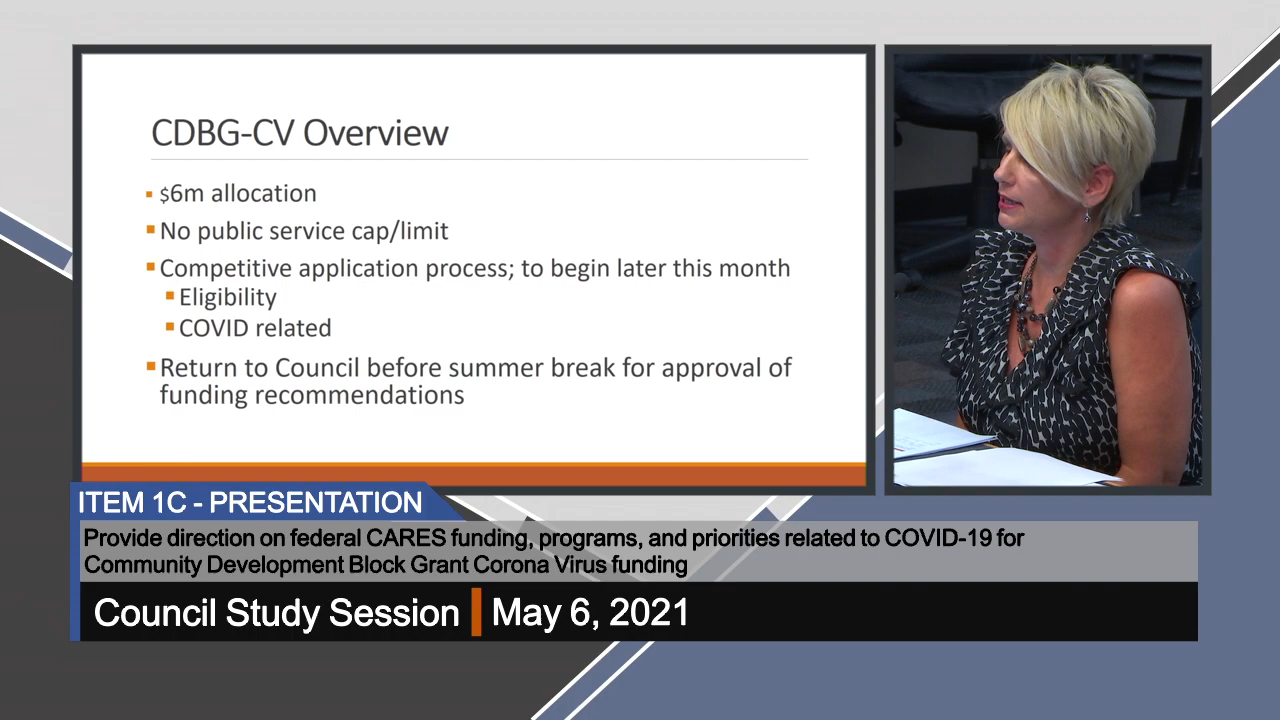 CDBG-CV Overview
$6m allocation
No public service cap/limit
Competitive application process; to begin later this month
Eligibility
COVID related
Return to Council before summer break for approval of
funding recommendations
ITEM 1C - PRESENTATION
Provide direction on federal CARES funding, programs, and priorities related to COVID-19 for
Community Development Block Grant Corona Virus funding
Council Study Session
May 6, 2021